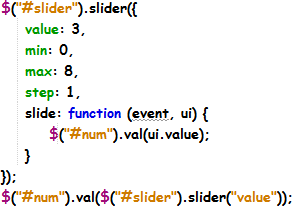 $("#slider").slider({
value: 3,
min: 0,
max: 8,
step: 1,
slide: function (event, ui) {
$("#num").val(ui.value);
}
});
$("#num").val($("#slider").slider("value"));